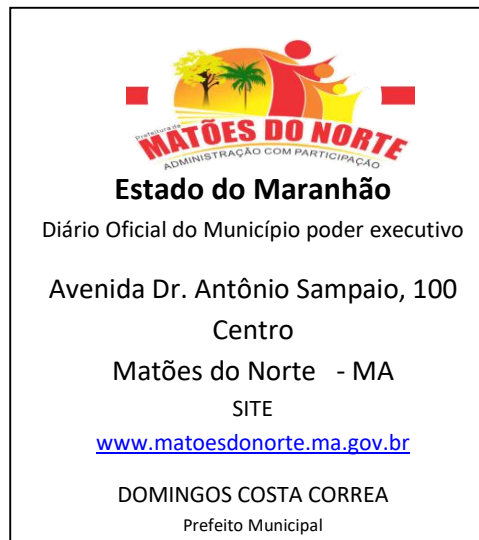 Prefeitura de
MATÕES DO NORTE
ADMINISTRAÇÃO COM PARTICIPAÇÃO
Estado do Maranhão
Diário Oficial do Município poder executivo
Avenida Dr. Antônio Sampaio, 100
Centro
Matões do Norte - MA
SITE
www.matoesdonorte.ma.gov.br
DOMINGOS COSTA CORREA
Prefeito Municipal